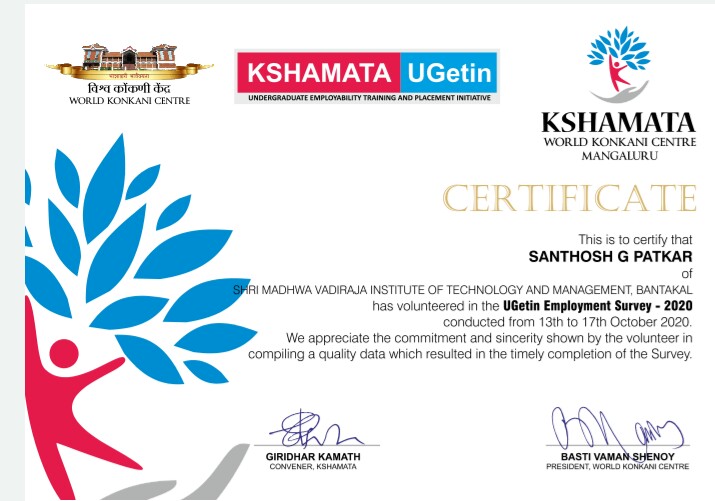 विश्व कोंकणी केंद्र
WORLD KONKANI CENTRE
KSHAMATA UGetin
UNDERGRADUATE EMPLOYABILITY TRAINING AND PLACEMENT INITIATIVE
KSHAMATA
WORLD KONKANI CENTRE
MANGALURU
CERTIFICATE
This is to certify that
SANTHOSH G PATKAR
of
SHRI MADHWA VADIRAJA INSTITUTE OF TECHNOLOGY AND MANAGEMENT, BANTAKAL
has volunteered in the UGetin Employment Survey - 2020
conducted from 13th to 17th October 2020.
We appreciate the commitment and sincerity shown by the volunteer in
compiling a quality data which resulted in the timely completion of the Survey.
GIRIDHAR KAMATH
CONVENER, KSHAMATA
BASTI VAMAN SHENOY
PRESIDENT, WORLD KONKANI CENTRE